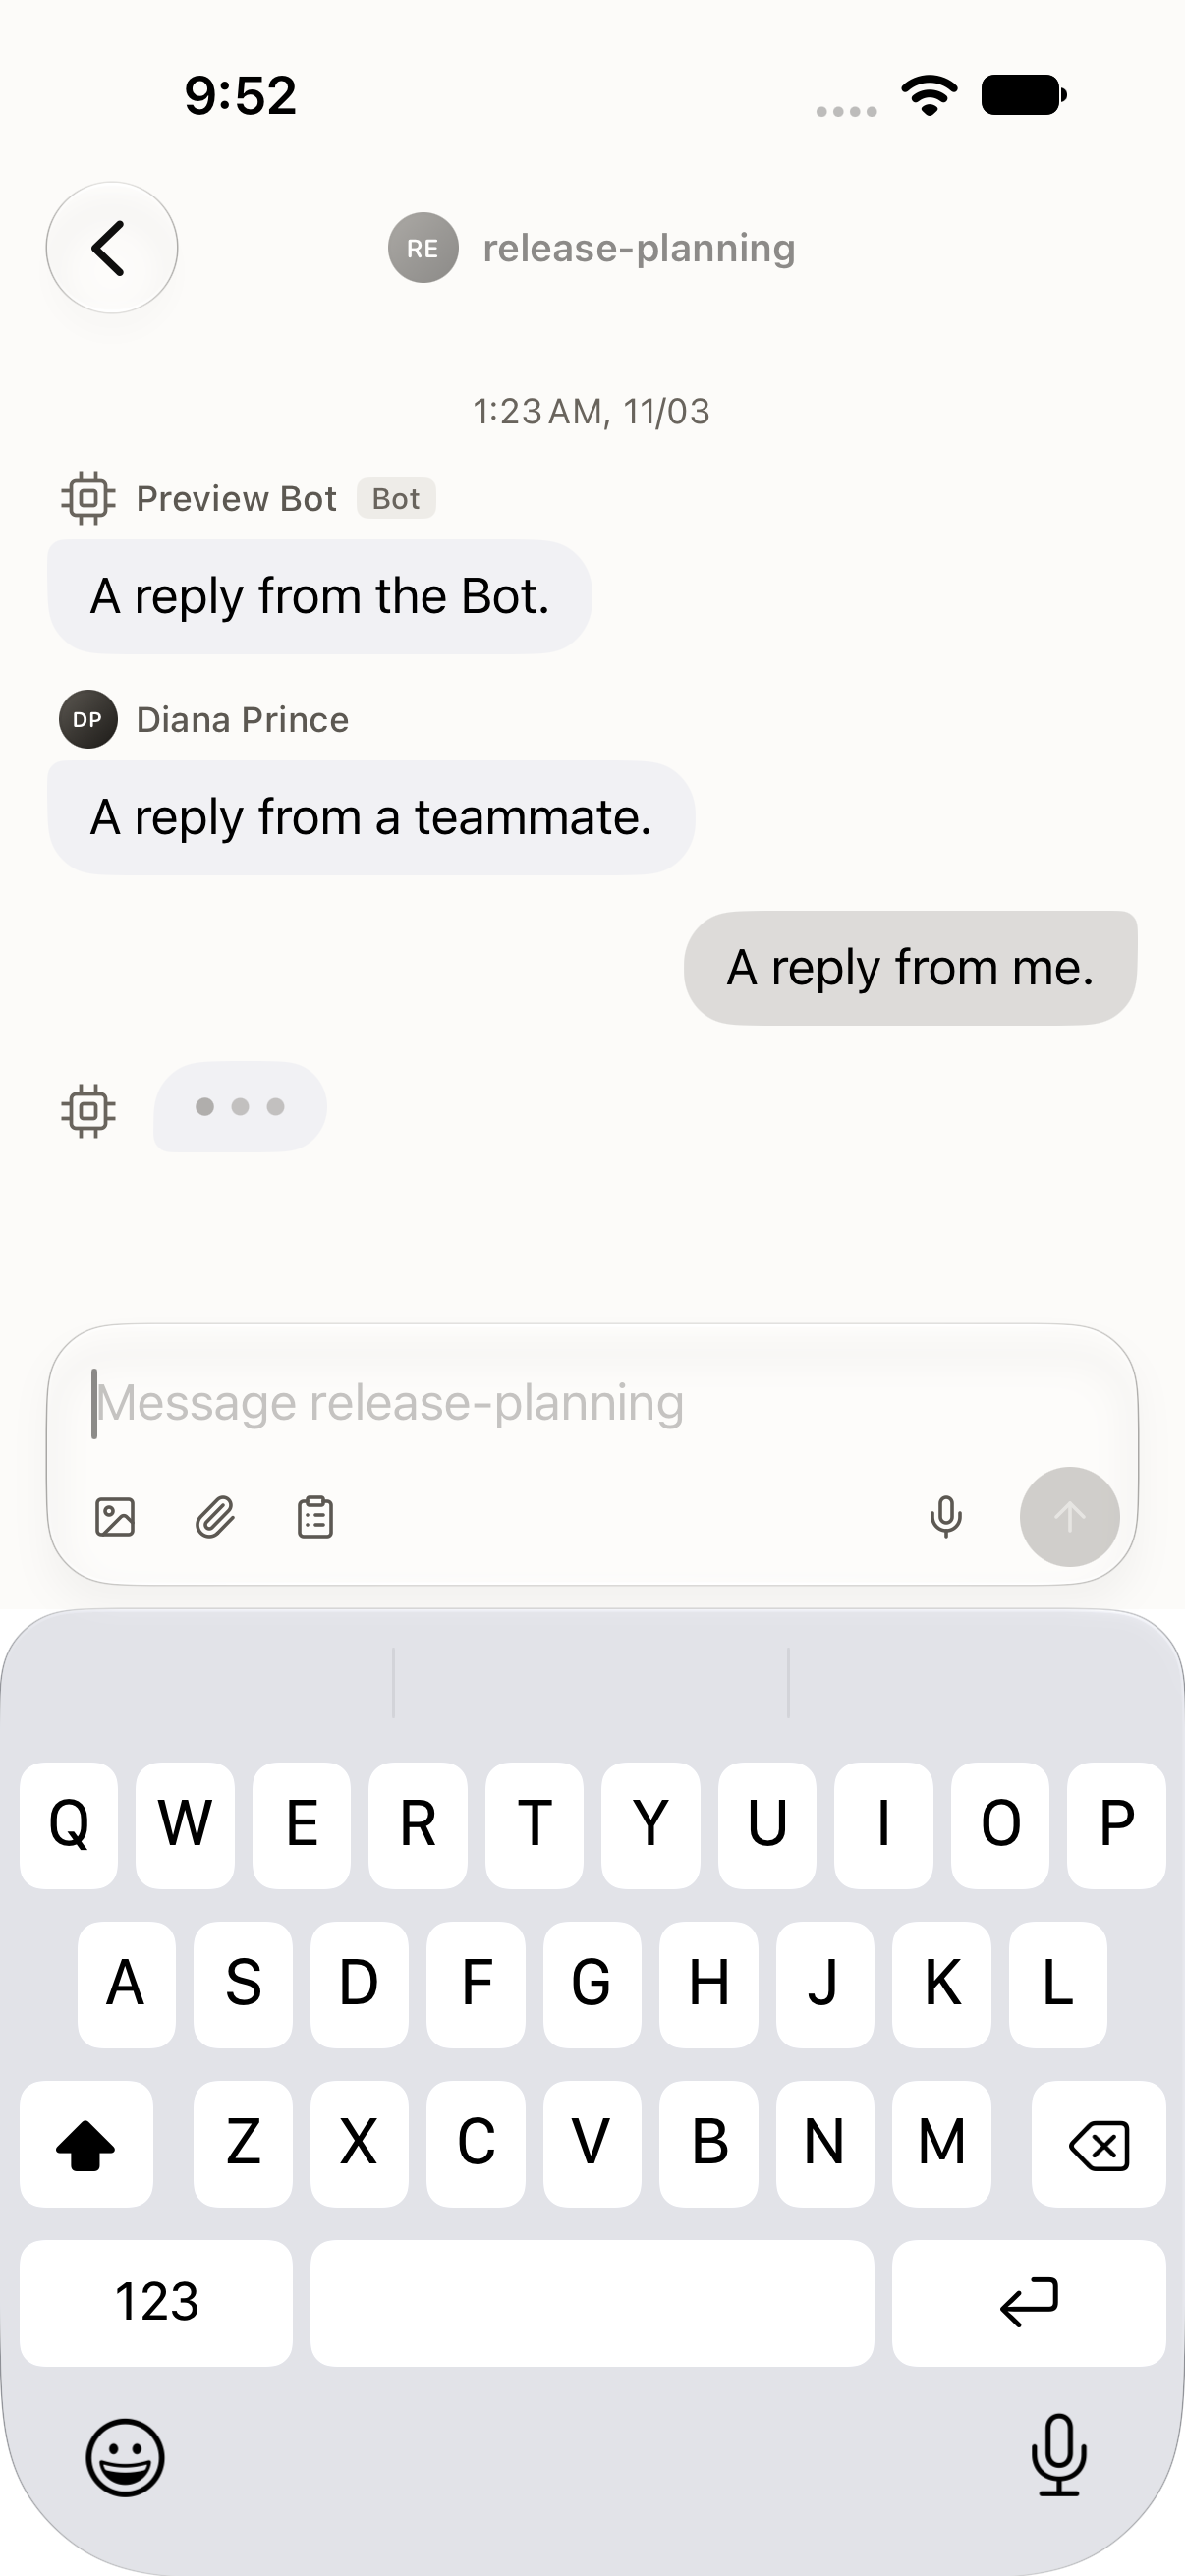 9:52
RE release-planning
1:23 AM, 11/03
Preview Bot Bot
A reply from the Bot.
DP Diana Prince
A reply from a teammate.
A reply from me.
Message release-planning
Q W E R T Y U I O P
A S D F G H J K L
Z X C V B N M
123